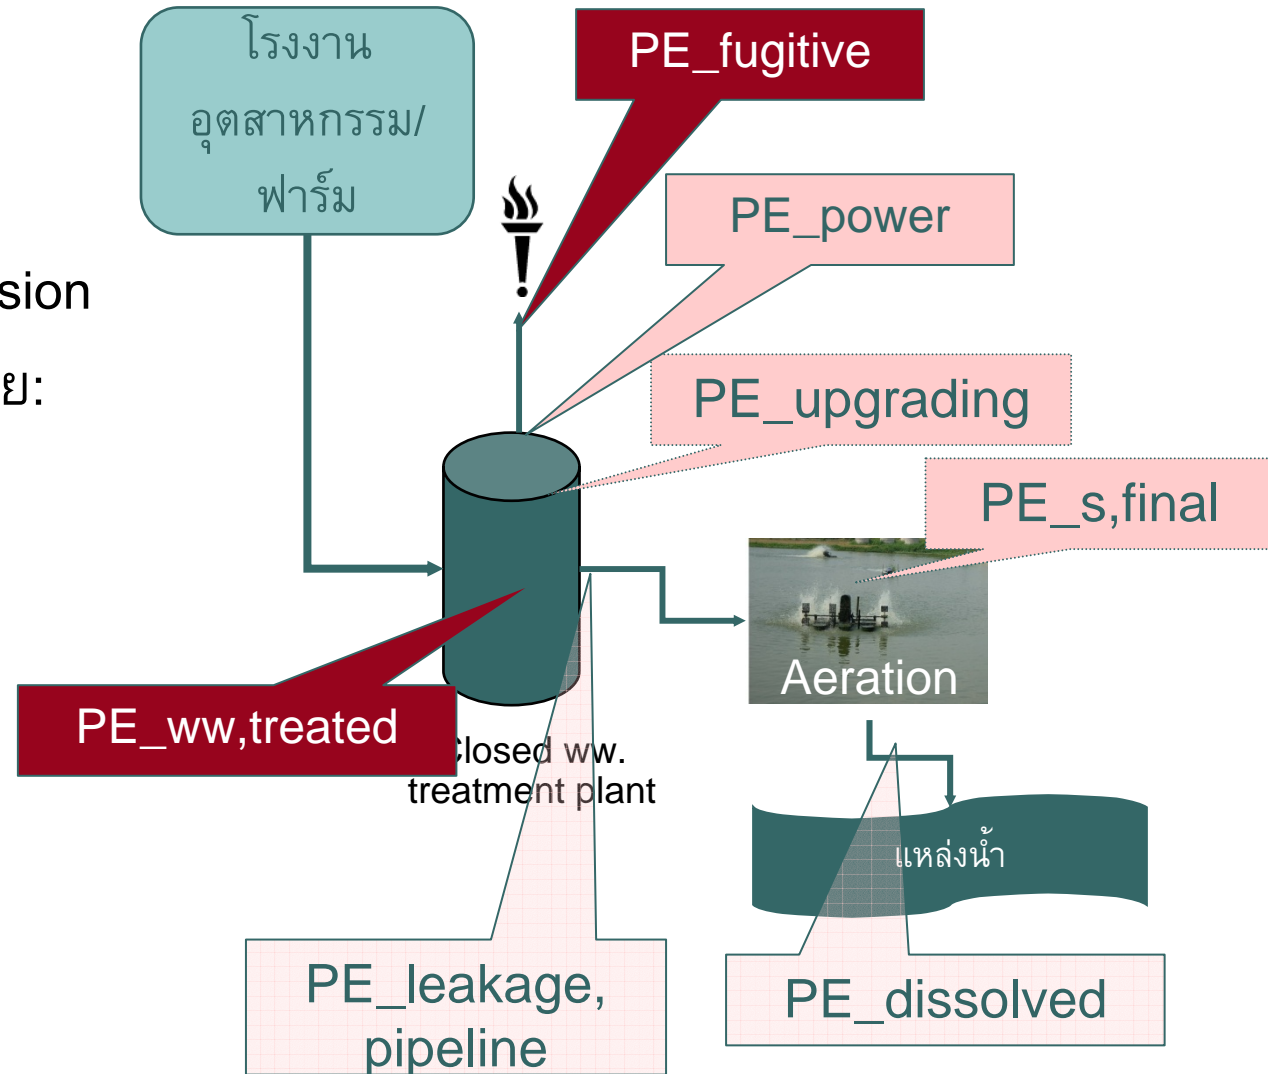 โรงงาน
อุตสาหกรรม/
ฟาร์ม
PE_fugitive
PE_power
sion
ย:
PE_upgrading
PE_s,final
Aeration
PE_ww,treated
Closed ww.
treatment plant
แหล่งน้ำ
PE_leakage,
pipeline
PE_dissolved